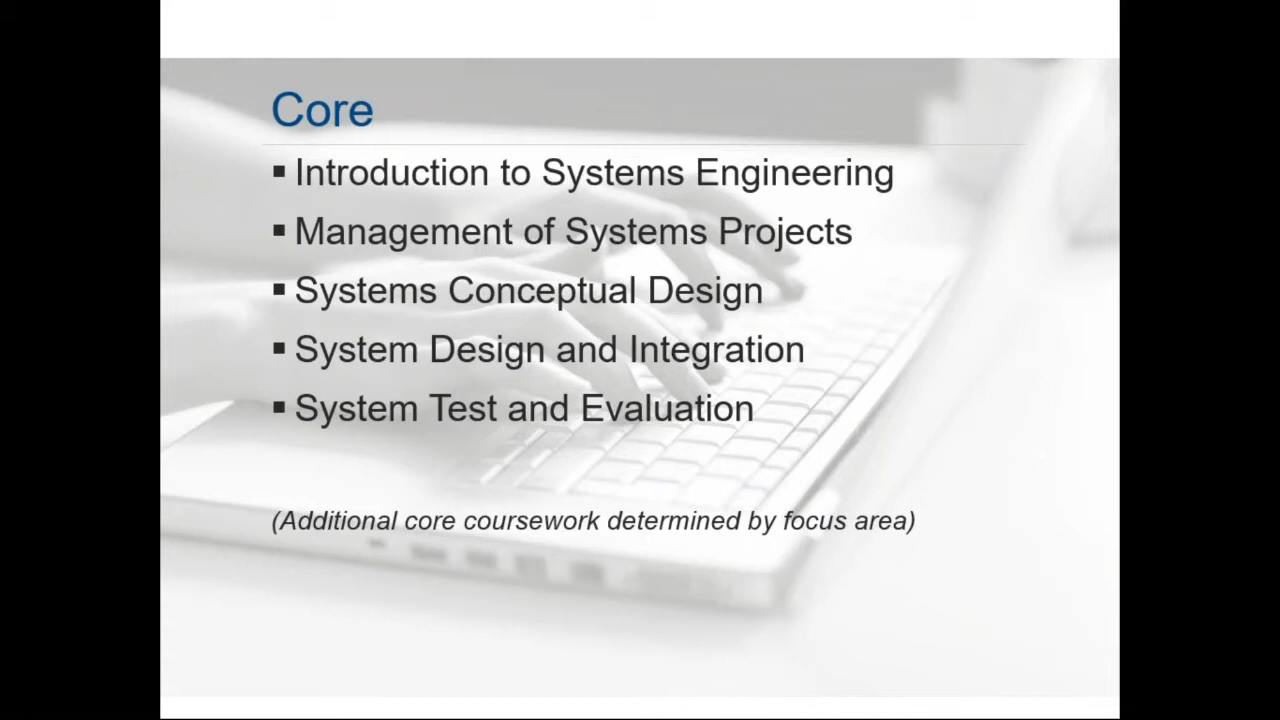 Core
▪ Introduction to Systems Engineering
▪ Management of Systems Projects
▪ Systems Conceptual Design
▪ System Design and Integration
▪ System Test and Evaluation
(Additional core coursework determined by focus area)